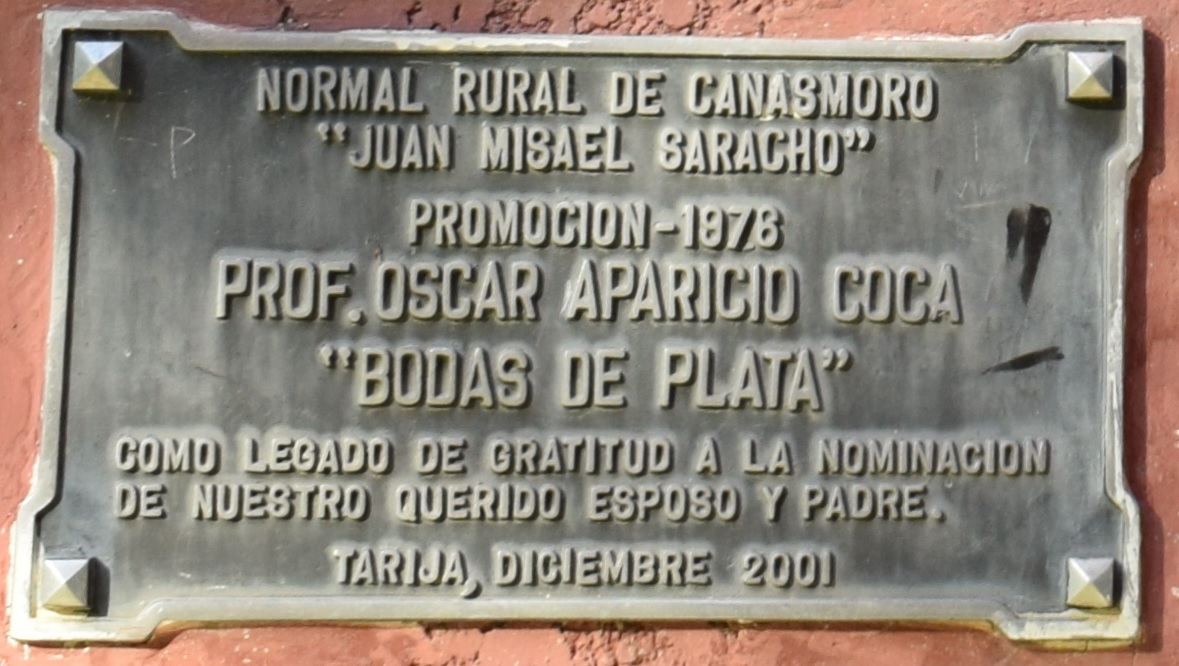 NORMAL RURAL DE CANASMORO
“JUAN MISAEL SARACHO”
PROMOCION - 1976
PROF. OSCAR APARICIO COCA
“BODAS DE PLATA”
COMO LEGADO DE GRATITUD A LA NOMINACION
DE NUESTRO QUERIDO ESPOSO Y PADRE.
TARIJA, DICIEMBRE 2001